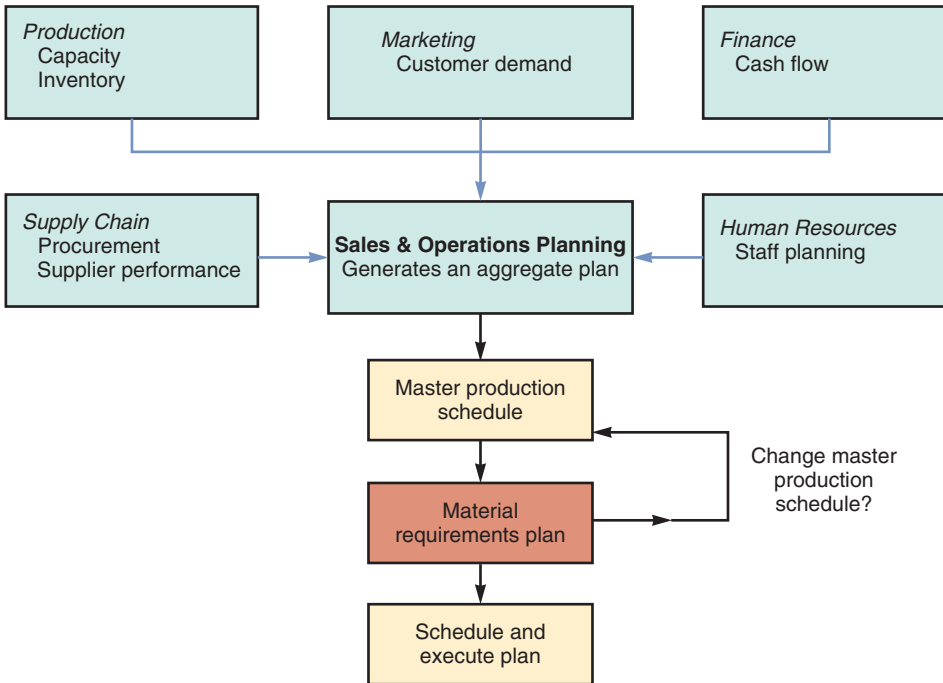 Production
Capacity
Inventory
Marketing
Customer demand
Finance
Cash flow
Supply Chain
Procurement
Supplier performance
Sales & Operations Planning
Generates an aggregate plan
Human Resources
Staff planning
Master production
schedule
Change master
production
schedule?
Material
requirements plan
Schedule and
execute plan